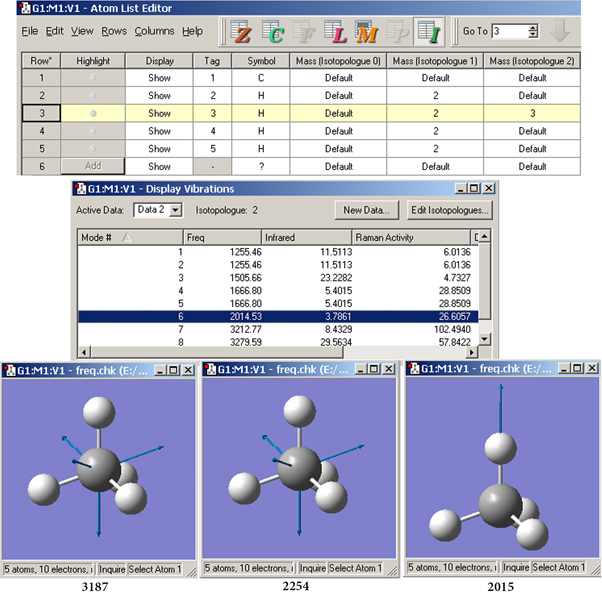 G1:M1:V1 - Atom List Editor
File Edit View Rows Columns Help
Z C F L M P I Go To 3
Row* Highlight Display Tag Symbol Mass (Isotopologue 0) Mass (Isotopologue 1) Mass (Isotopologue 2)
1 Show 1 C Default Default Default
2 Show 2 H Default 2 Default
3 Show 3 H Default 2 3
4 Show 4 H Default 2 Default
5 Show 5 H Default 2 Default
6 Add Show - ? Default Default Default
G1:M1:V1 - Display Vibrations
Active Data: Data 2 Isotopologue: 2 New Data... Edit Isotopologues...
Mode # Freq Infrared Raman Activity
1 1255.46 11.5113 6.0136
2 1255.46 11.5113 6.0136
3 1505.66 23.2282 4.7327
4 1666.80 5.4015 28.8509
5 1666.80 5.4015 28.8509
6 2014.53 3.7861 26.6057
7 3212.77 8.4329 102.4940
8 3279.59 29.5634 57.8422
G1:M1:V1 - freq.chk (E:/... G1:M1:V1 - freq.chk (E:/... G1:M1:V1 - freq.chk (E:/...
5 atoms, 10 electrons, Inquire Select Atom 1 5 atoms, 10 electrons, Inquire Select Atom 1 5 atoms, 10 electrons, Inquire Select Atom 1
3187 2254 2015